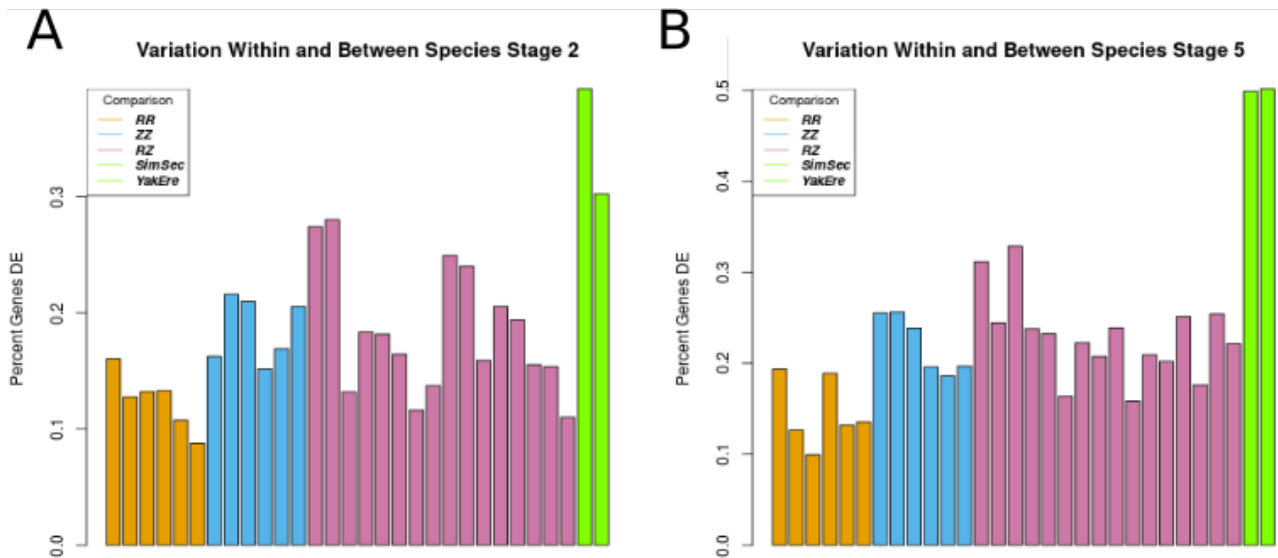 A
Variation Within and Between Species Stage 2
Comparison
RR
ZZ
RZ
SimSec
YakEre
Percent Genes DE
0.3
0.2
0.1
0.0
B
Variation Within and Between Species Stage 5
Comparison
RR
ZZ
RZ
SimSec
YakEre
Percent Genes DE
0.5
0.4
0.3
0.2
0.1
0.0